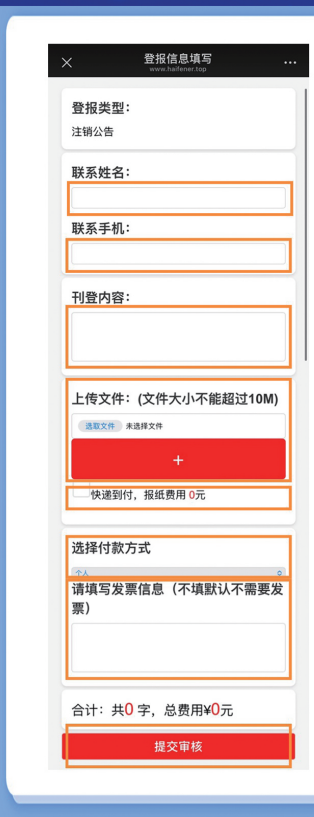 登报信息填写
www.haifener.top
登报类型：
注销公告
联系姓名：
联系手机：
刊登内容：
上传文件：(文件大小不能超过10M)
选取文件 未选择文件
+
快递到付，报纸费用 0元
选择付款方式
个人
请填写发票信息（不填默认不需要发
票）
合计：共0 字，总费用¥0元
提交审核